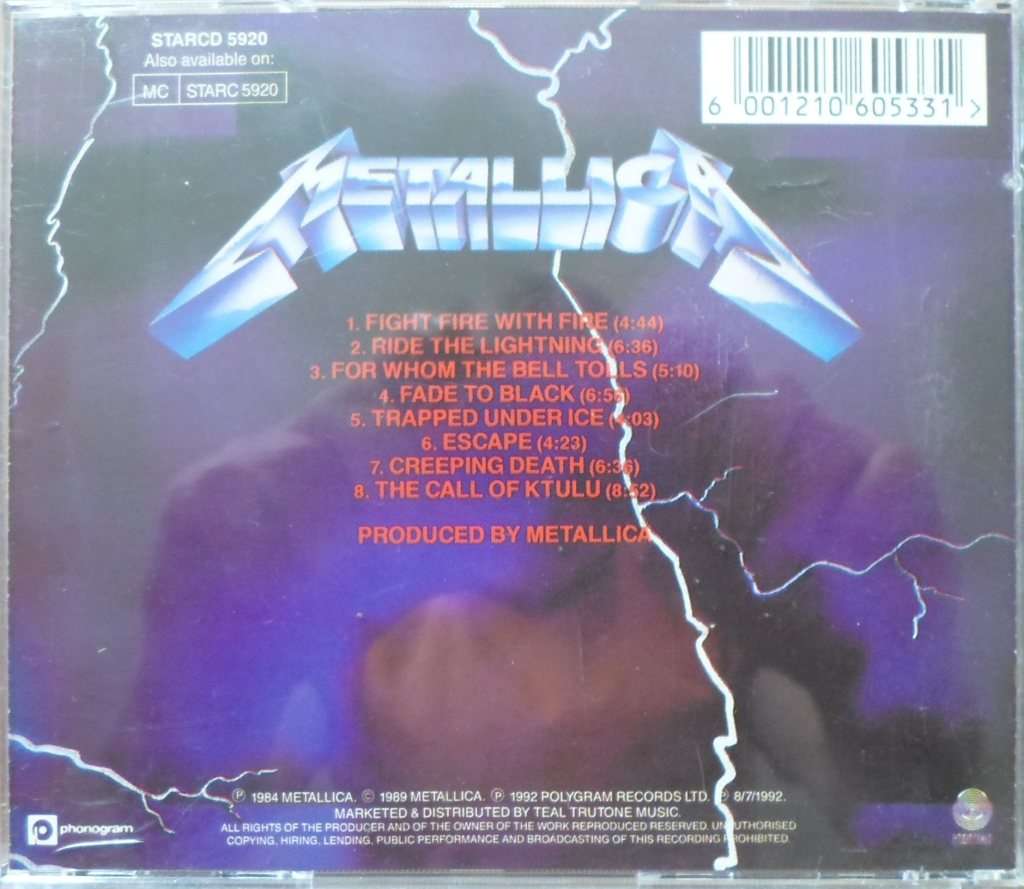 STARCD 5920
Also available on:
MC STARC 5920
6 001210 605331 >
METALLICA
1. FIGHT FIRE WITH FIRE (4:44)
2. RIDE THE LIGHTNING (6:36)
3. FOR WHOM THE BELL TOLLS (5:10)
4. FADE TO BLACK (6:56)
5. TRAPPED UNDER ICE (4:03)
6. ESCAPE (4:23)
7. CREEPING DEATH (6:36)
8. THE CALL OF KTULU (8:52)
PRODUCED BY METALLICA
℗ 1984 METALLICA. © 1989 METALLICA. ℗ 1992 POLYGRAM RECORDS LTD. ℗ 8/7/1992.
MARKETED & DISTRIBUTED BY TEAL TRUTONE MUSIC.
ALL RIGHTS OF THE PRODUCER AND OF THE OWNER OF THE WORK REPRODUCED RESERVED. UNAUTHORISED
COPYING, HIRING, LENDING, PUBLIC PERFORMANCE AND BROADCASTING OF THIS RECORDING PROHIBITED.
phonogram